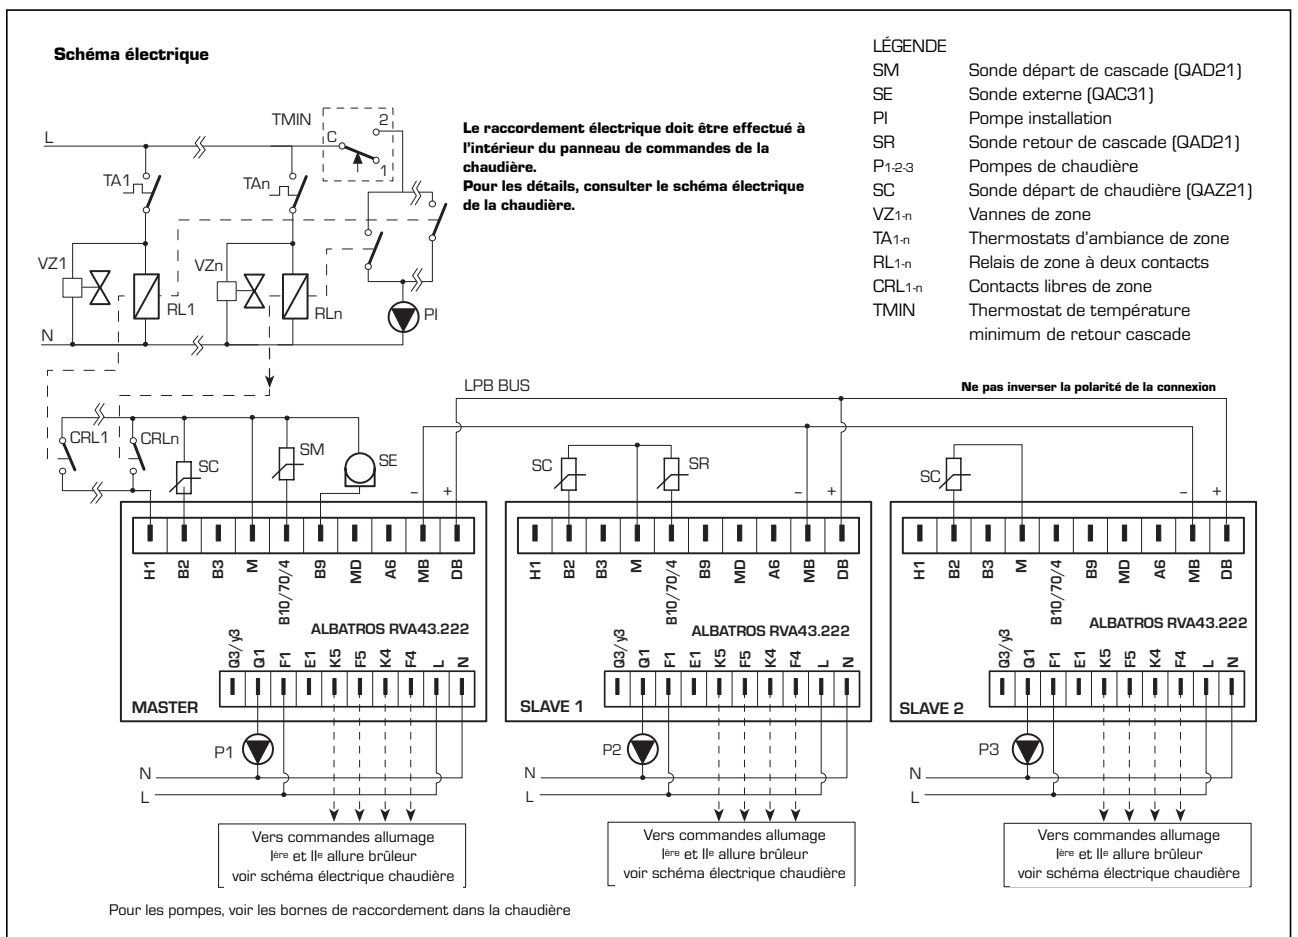 Schéma électrique
LÉGENDE
SM Sonde départ de cascade (QAD21)
SE Sonde externe (QAC31)
PI Pompe installation
SR Sonde retour de cascade (QAD21)
P1-2-3 Pompes de chaudière
SC Sonde départ de chaudière (QAZ21)
VZ1-n Vannes de zone
TA1-n Thermostats d'ambiance de zone
RL1-n Relais de zone à deux contacts
CRL1-n Contacts libres de zone
TMIN Thermostat de température
minimum de retour cascade
Le raccordement électrique doit être effectué à
l'intérieur du panneau de commandes de la
chaudière.
Pour les détails, consulter le schéma électrique
de la chaudière.
TMIN
2
C
1
L
TA1
TAn
VZ1
VZn
RL1
RLn
PI
N
LPB BUS
Ne pas inverser la polarité de la connexion
CRL1
CRLn
SC
SM
SE
– +
SC
SR
– +
SC
– +
H1 B2 B3 M B10/70/4 B9 MD A6 MB DB
ALBATROS RVA43.222
Q3/y3 Q1 F1 E1 K5 F5 K4 F4 L N
MASTER
P1
N
L
Vers commandes allumage
Ière et IIe allure brûleur
voir schéma électrique chaudière
H1 B2 B3 M B10/70/4 B9 MD A6 MB DB
ALBATROS RVA43.222
Q3/y3 Q1 F1 E1 K5 F5 K4 F4 L N
SLAVE 1
P2
N
L
Vers commandes allumage
Ière et IIe allure brûleur
voir schéma électrique chaudière
H1 B2 B3 M B10/70/4 B9 MD A6 MB DB
ALBATROS RVA43.222
Q3/y3 Q1 F1 E1 K5 F5 K4 F4 L N
SLAVE 2
P3
N
L
Vers commandes allumage
Ière et IIe allure brûleur
voir schéma électrique chaudière
Pour les pompes, voir les bornes de raccordement dans la chaudière